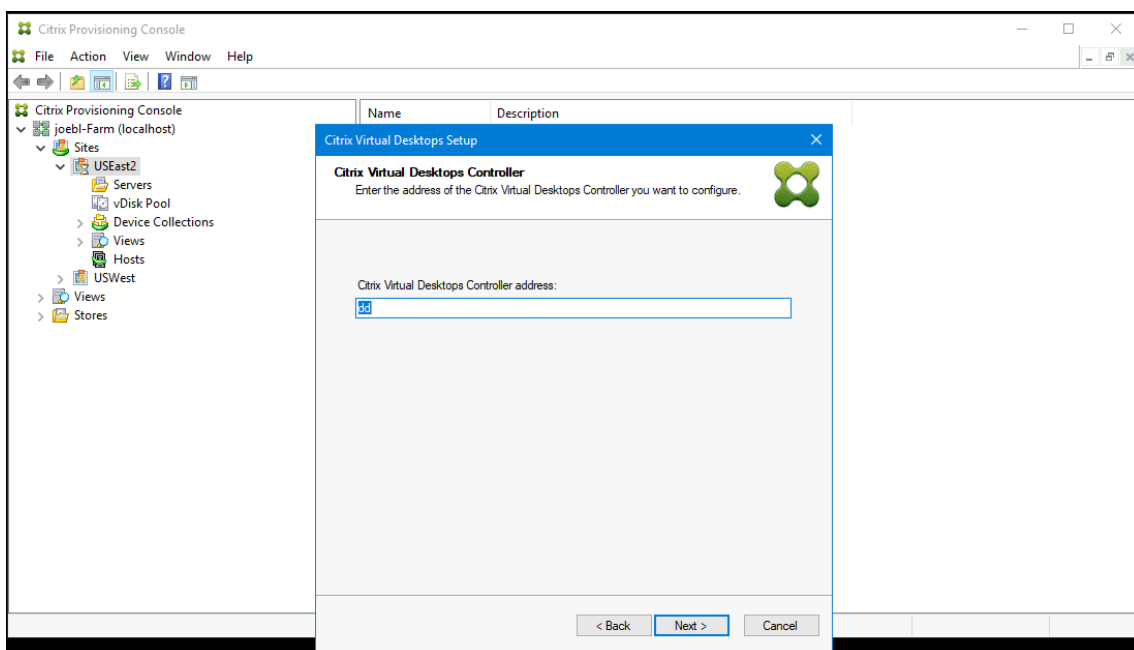 Citrix Provisioning Console
File Action View Window Help
Citrix Provisioning Console
joebl-Farm (localhost)
Sites
USEast2
Servers
vDisk Pool
Device Collections
Views
Hosts
USWest
Views
Stores
Name Description
Citrix Virtual Desktops Setup
Citrix Virtual Desktops Controller
Enter the address of the Citrix Virtual Desktops Controller you want to configure.
Citrix Virtual Desktops Controller address:
dd
< Back Next > Cancel